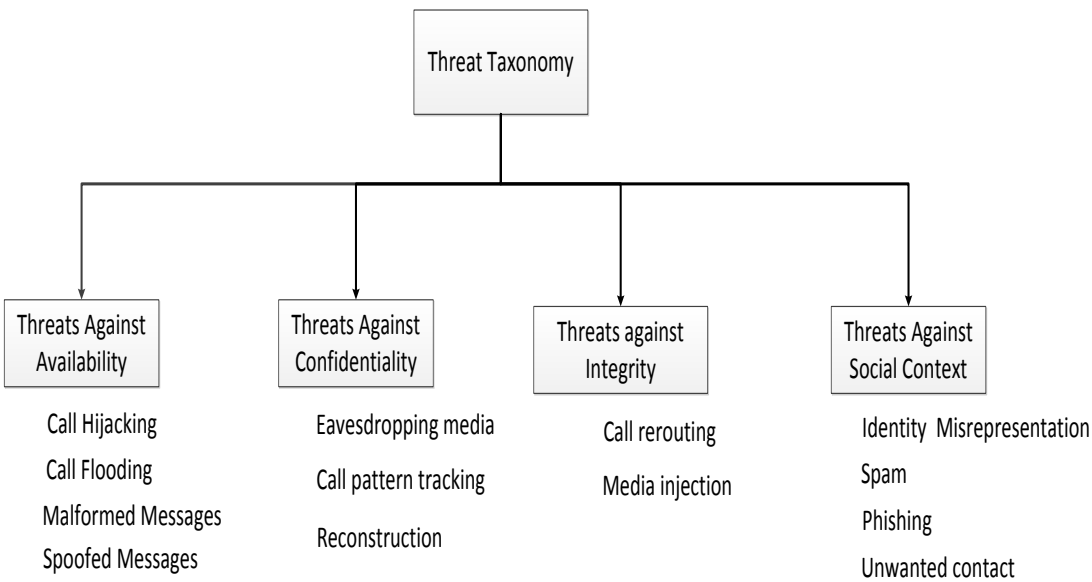 Threat Taxonomy
Threats Against
Availability
Call Hijacking
Call Flooding
Malformed Messages
Spoofed Messages
Threats Against
Confidentiality
Eavesdropping media
Call pattern tracking
Reconstruction
Threats against
Integrity
Call rerouting
Media injection
Threats Against
Social Context
Identity Misrepresentation
Spam
Phishing
Unwanted contact